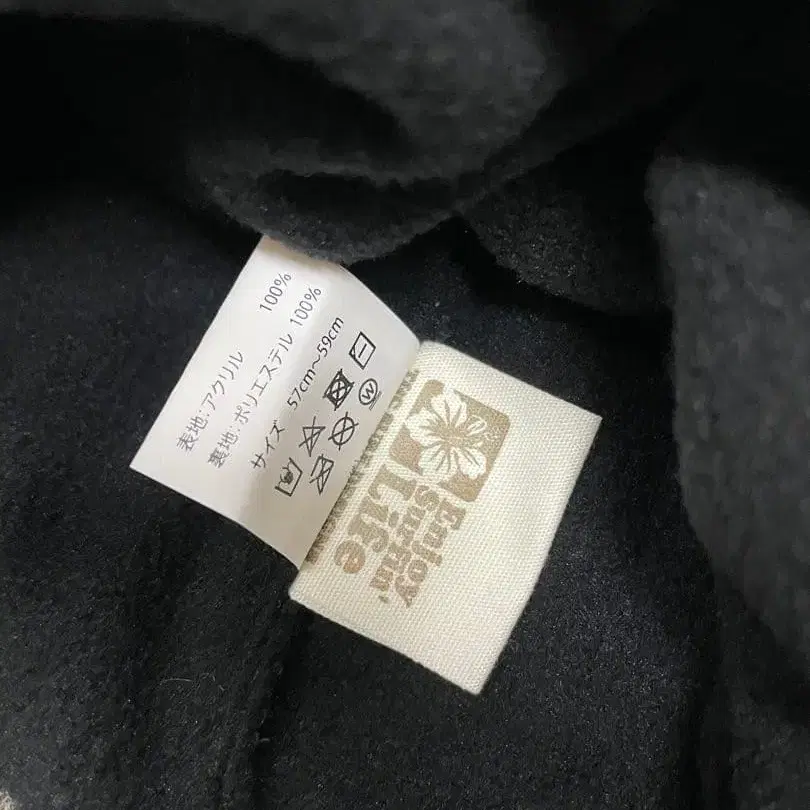 表地:アクリル 100%
裏地:ポリエステル 100%
サイズ 57cm~59cm
W
Enjoy
Surfin'
Life